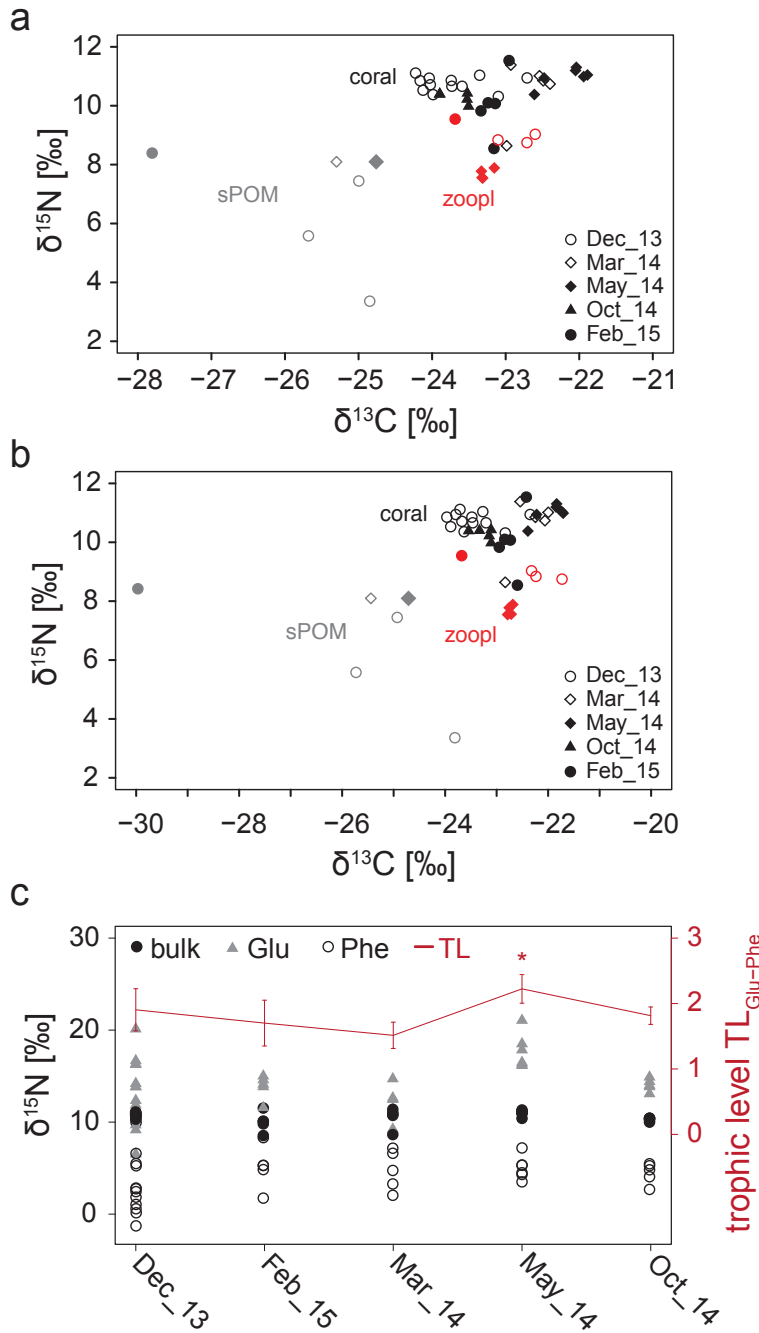 a
12
10
8
6
4
2
δ15N [‰]
coral
sPOM
zoopl
Dec_13
Mar_14
May_14
Oct_14
Feb_15
−28 −27 −26 −25 −24 −23 −22 −21
δ13C [‰]
b
12
10
8
6
4
2
δ15N [‰]
coral
sPOM
zoopl
Dec_13
Mar_14
May_14
Oct_14
Feb_15
−30 −28 −26 −24 −22 −20
δ13C [‰]
c
bulk Glu Phe TL
*
30
20
10
0
δ15N [‰]
3
2
1
0
trophic level TLGlu−Phe
Dec_13 Feb_15 Mar_14 May_14 Oct_14